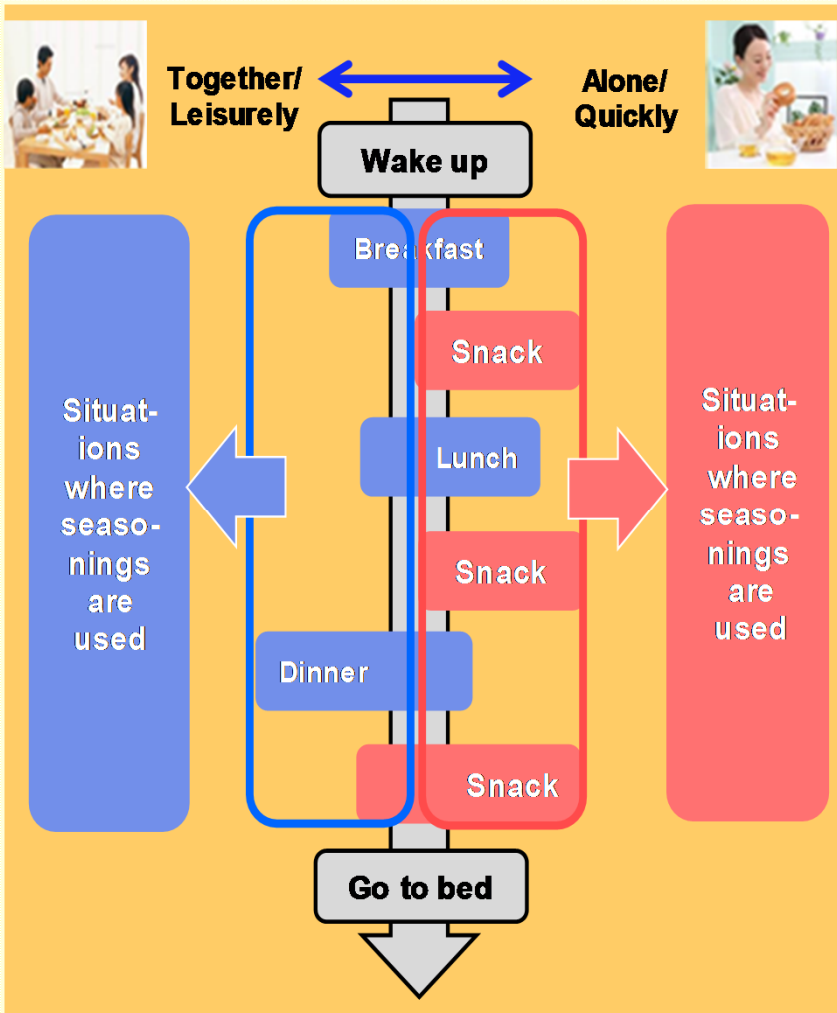 Together/
Leisurely
Alone/
Quickly
Wake up
Breakfast
Snack
Lunch
Snack
Dinner
Snack
Go to bed
Situat-
ions
where
seaso-
nings
are
used
Situat-
ions
where
seaso-
nings
are
used